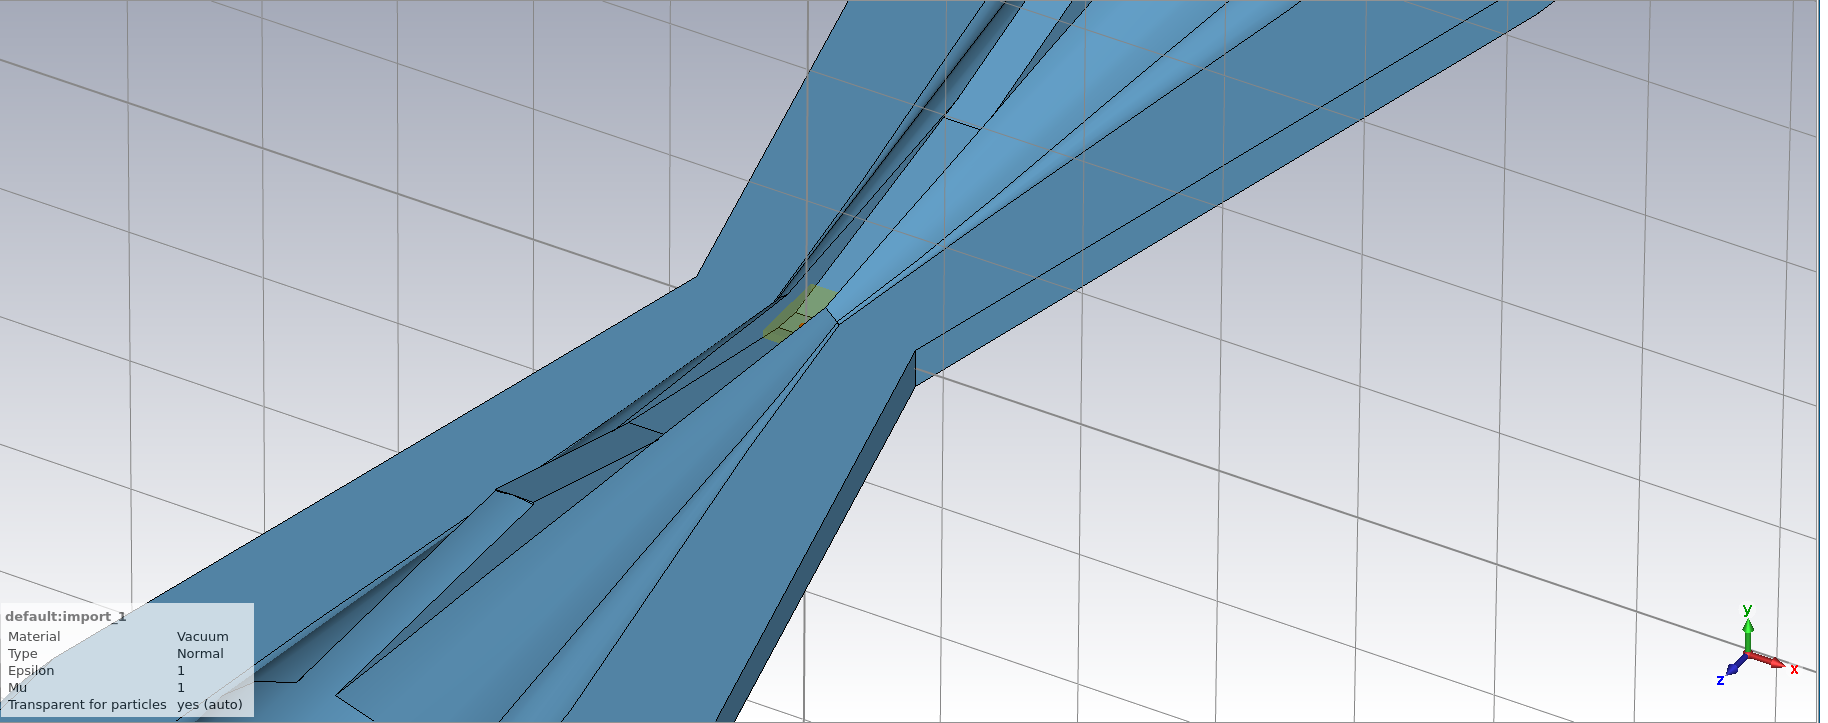 default:import_1
Material Vacuum
Type Normal
Epsilon 1
Mu 1
Transparent for particles yes (auto)
y
x
z